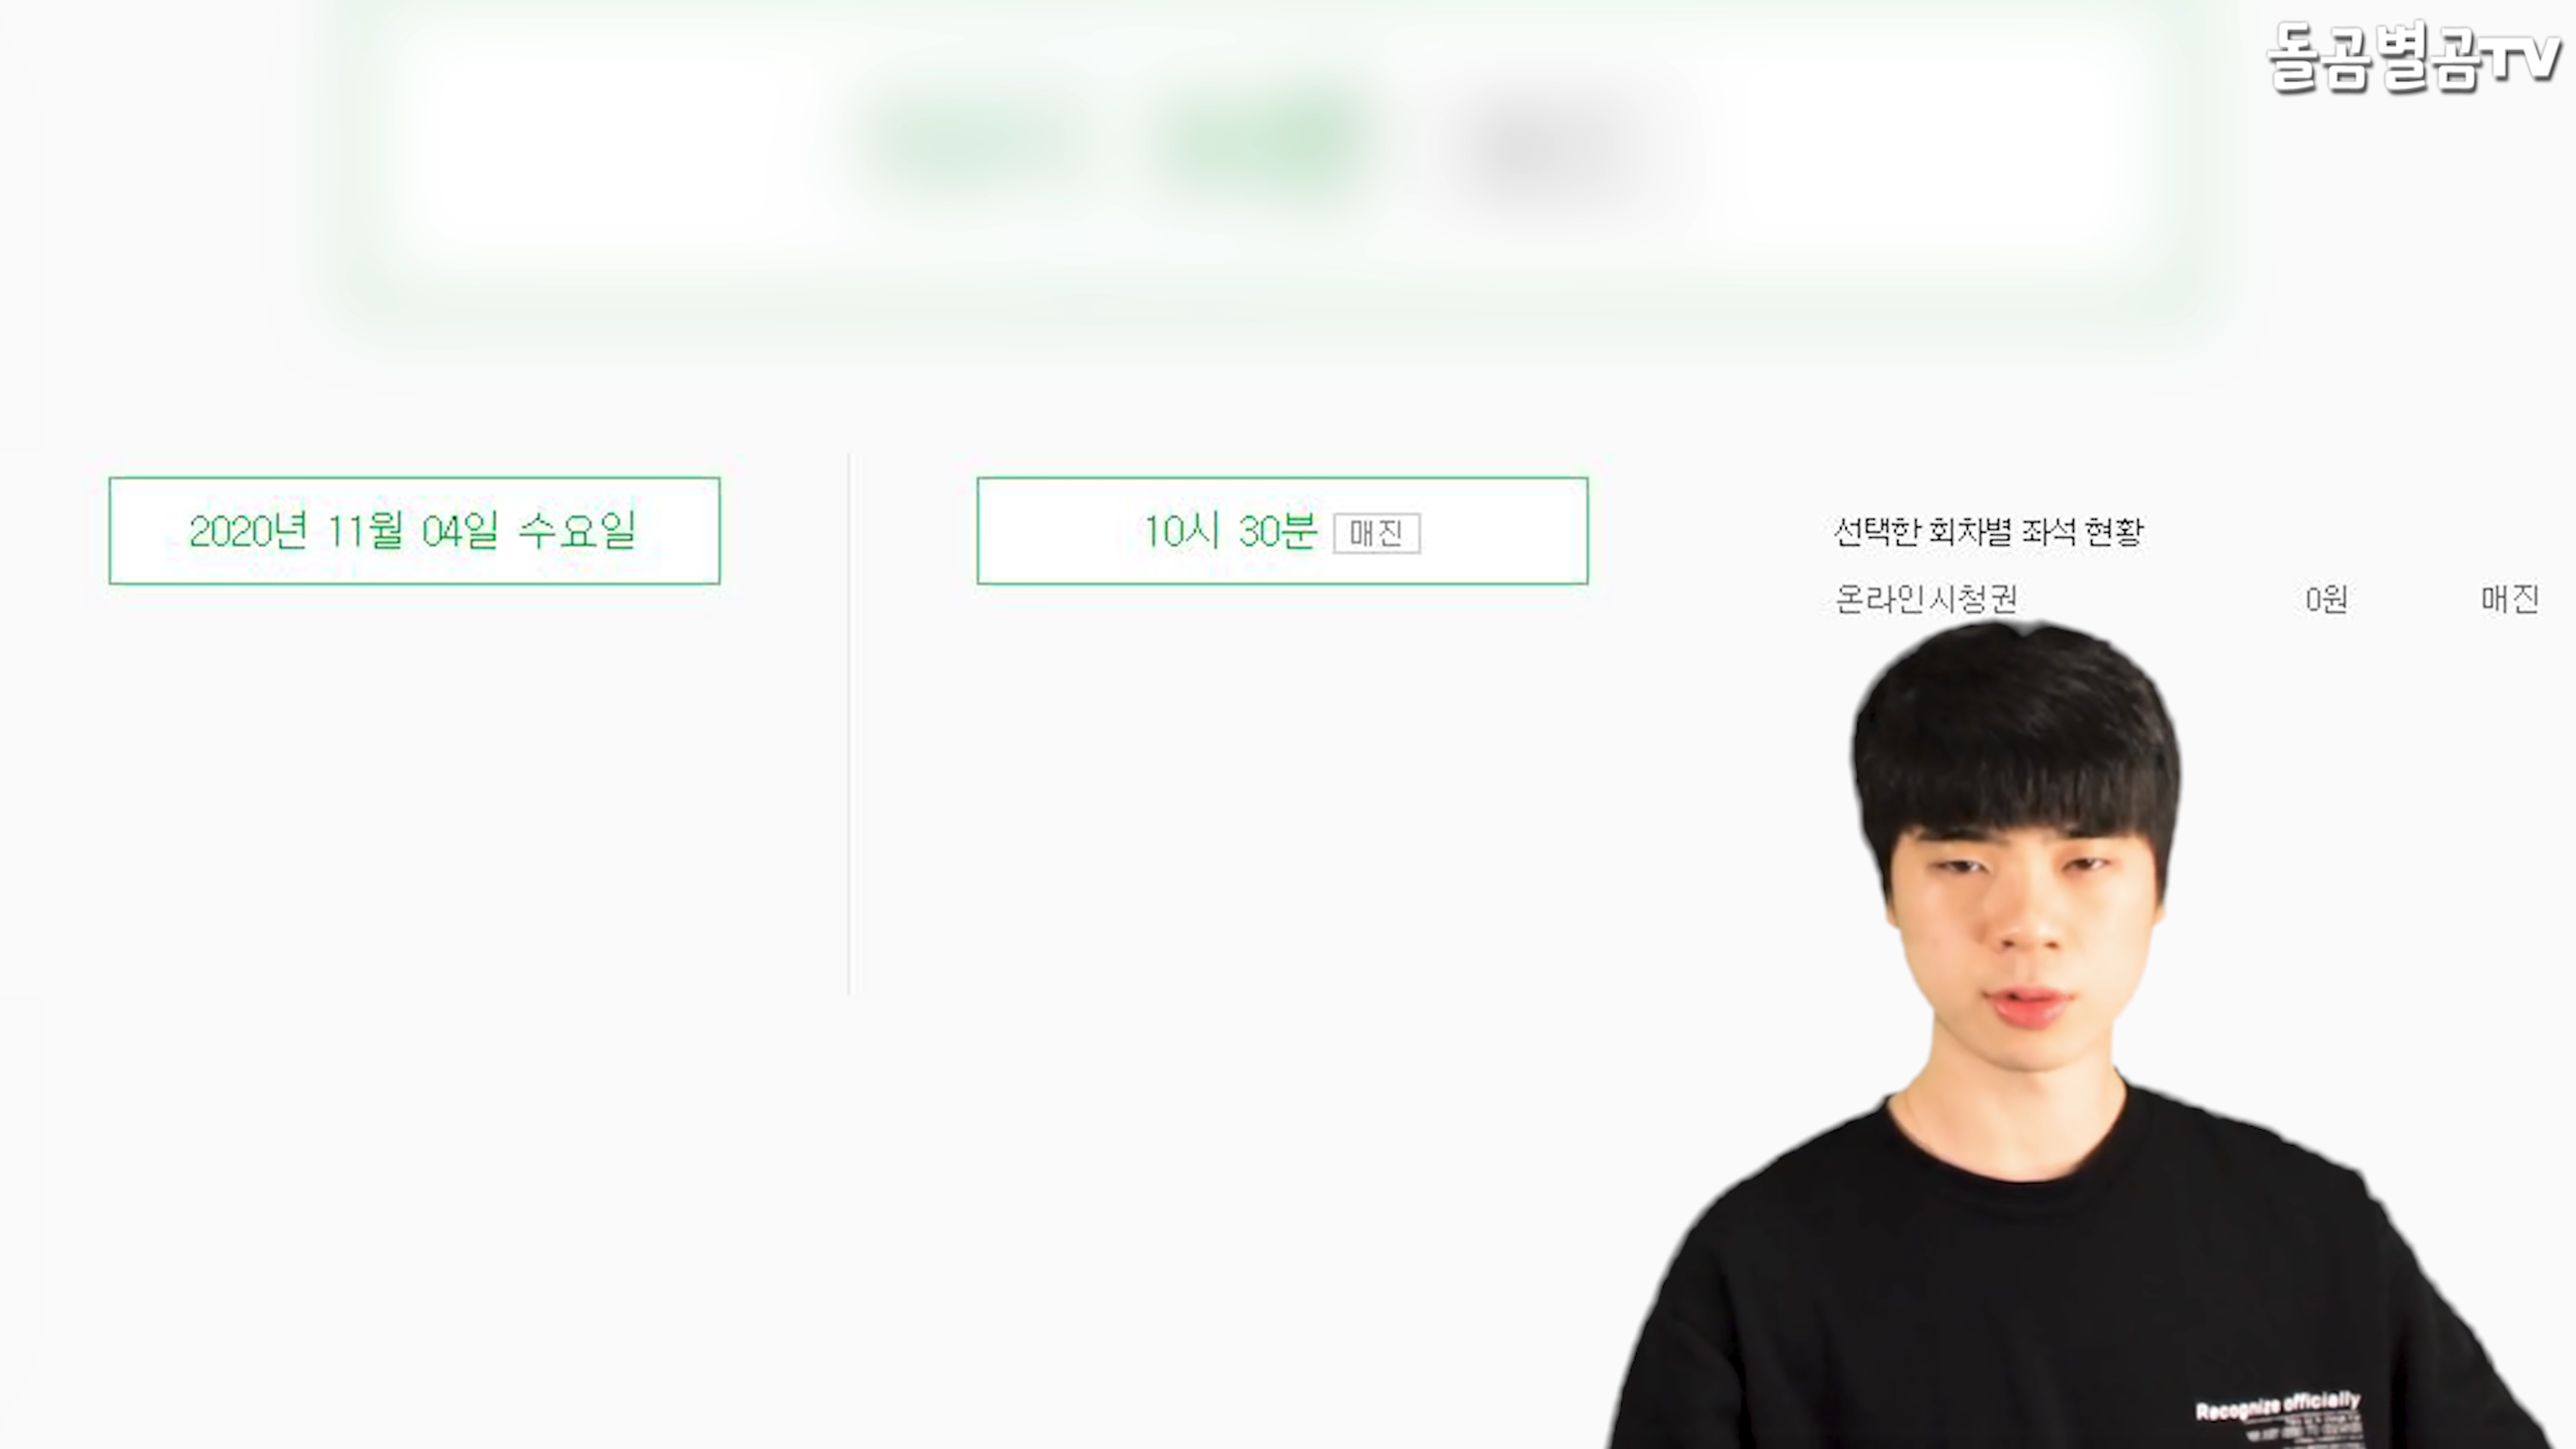 돌곰별곰TV
2020년 11월 04일 수요일
10시 30분 매진
선택한 회차별 좌석 현황
온라인시청권 0원 매진
Recognize officially